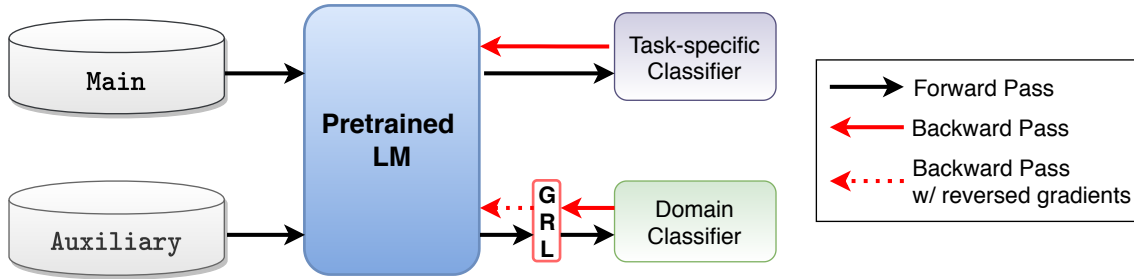 Main
Auxiliary
Pretrained
LM
Task-specific
Classifier
G
R
L
Domain
Classifier
Forward Pass
Backward Pass
Backward Pass
w/ reversed gradients